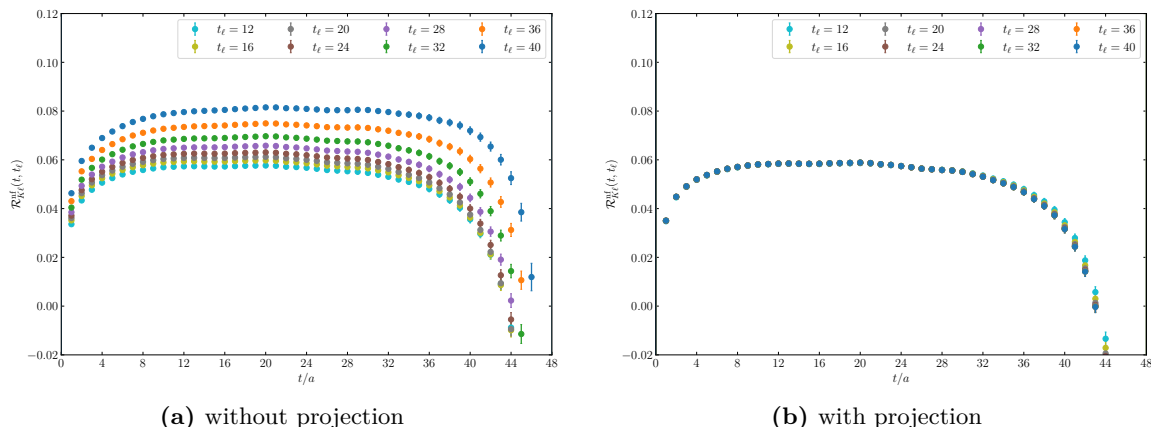 0.12
0.10
0.08
0.06
0.04
0.02
0.00
−0.02
0 4 8 12 16 20 24 28 32 36 40 44 48
t/a
t_ℓ = 12 t_ℓ = 20 t_ℓ = 28 t_ℓ = 36
t_ℓ = 16 t_ℓ = 24 t_ℓ = 32 t_ℓ = 40
(a) without projection
0.12
0.10
0.08
0.06
0.04
0.02
0.00
−0.02
0 4 8 12 16 20 24 28 32 36 40 44 48
t/a
t_ℓ = 12 t_ℓ = 20 t_ℓ = 28 t_ℓ = 36
t_ℓ = 16 t_ℓ = 24 t_ℓ = 32 t_ℓ = 40
(b) with projection